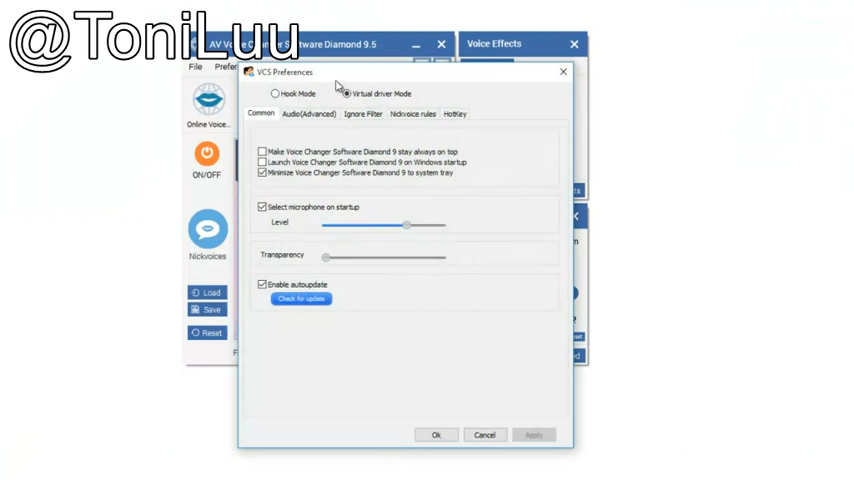 @ToniLuu
AV Voice Changer Software Diamond 9.5
Voice Effects
File Prefer
VCS Preferences
Hook Mode
Virtual driver Mode
Common
Audio(Advanced)
Ignore Filter
Nickvoice rules
HotKey
Online Voice...
ON/OFF
Nickvoices
Load
Save
Reset
Make Voice Changer Software Diamond 9 stay always on top
Launch Voice Changer Software Diamond 9 on Windows startup
Minimize Voice Changer Software Diamond 9 to system tray
Select microphone on startup
Level
Transparency
Enable autoupdate
Check for update
Ok
Cancel
Apply